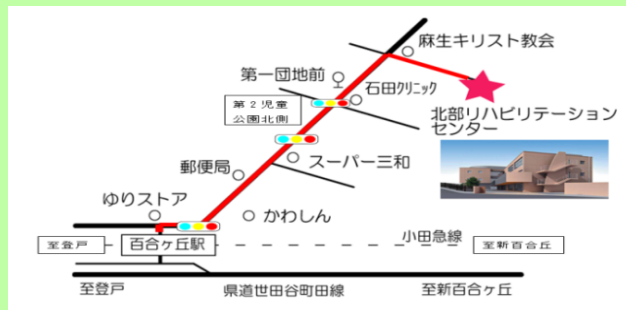 麻生キリスト教会
第一団地前
石田クリニック
第2児童
公園北側
北部リハビリテーション
センター
スーパー三和
郵便局
ゆりストア
かわしん
小田急線
至登戸
百合ヶ丘駅
至新百合丘
至登戸
県道世田谷町田線
至新百合ヶ丘